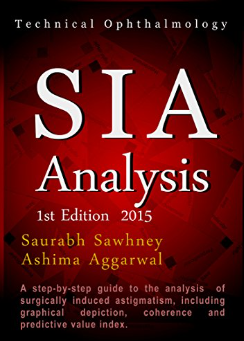 Technical Ophthalmology
SIA
Analysis
1st Edition 2015
Saurabh Sawhney
Ashima Aggarwal
A step-by-step guide to the analysis of
surgically induced astigmatism, including
graphical depiction, coherence and
predictive value index.